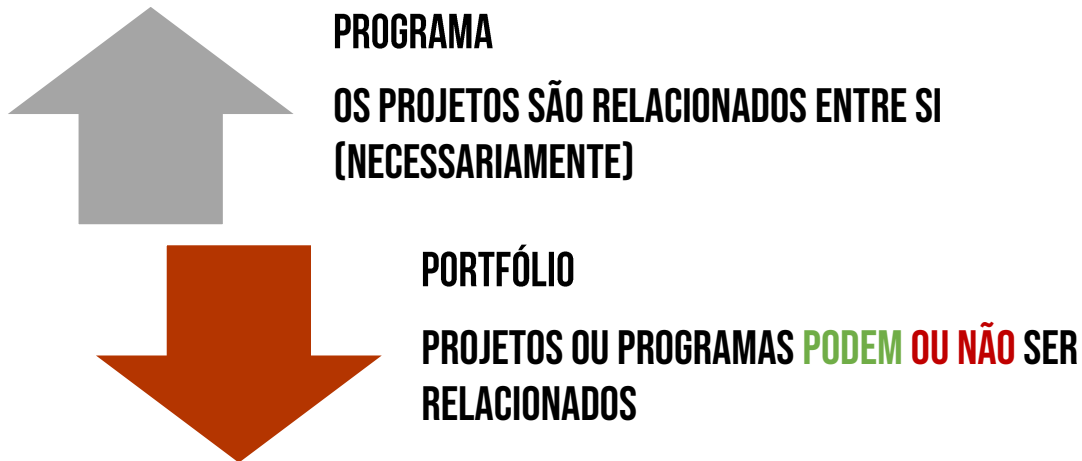 PROGRAMA
OS PROJETOS SÃO RELACIONADOS ENTRE SI
(NECESSARIAMENTE)
PORTFÓLIO
PROJETOS OU PROGRAMAS PODEM OU NÃO SER
RELACIONADOS